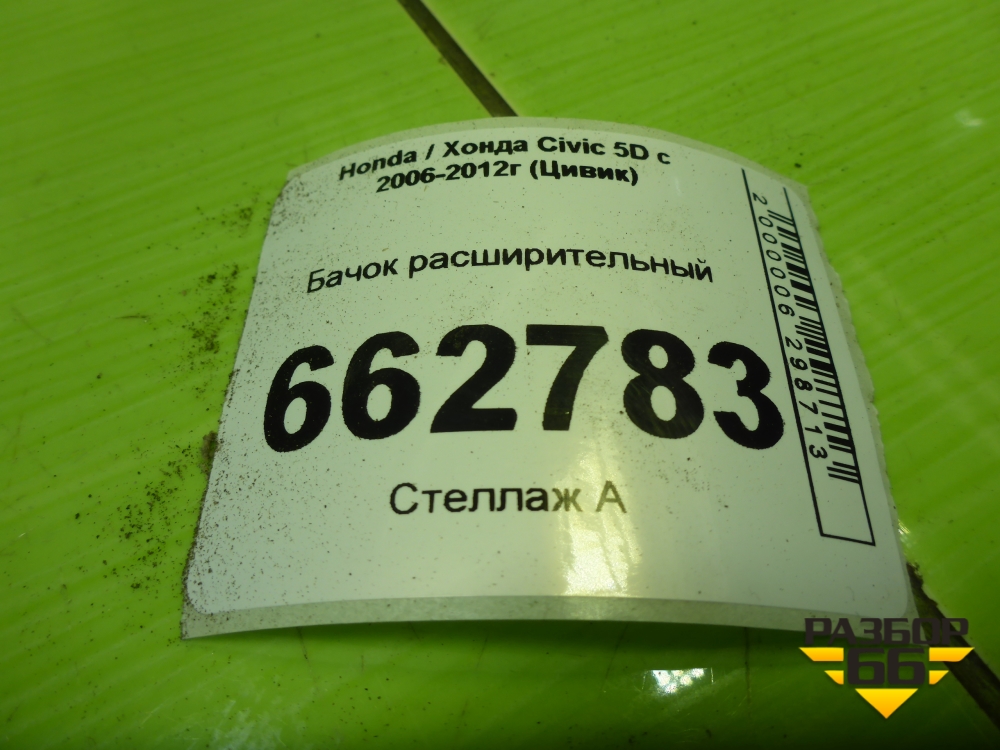 Honda / Хонда Civic 5D с
2006-2012г (Цивик)
Бачок расширительный
662783
Стеллаж А
2000006298713
РАЗБОР
66